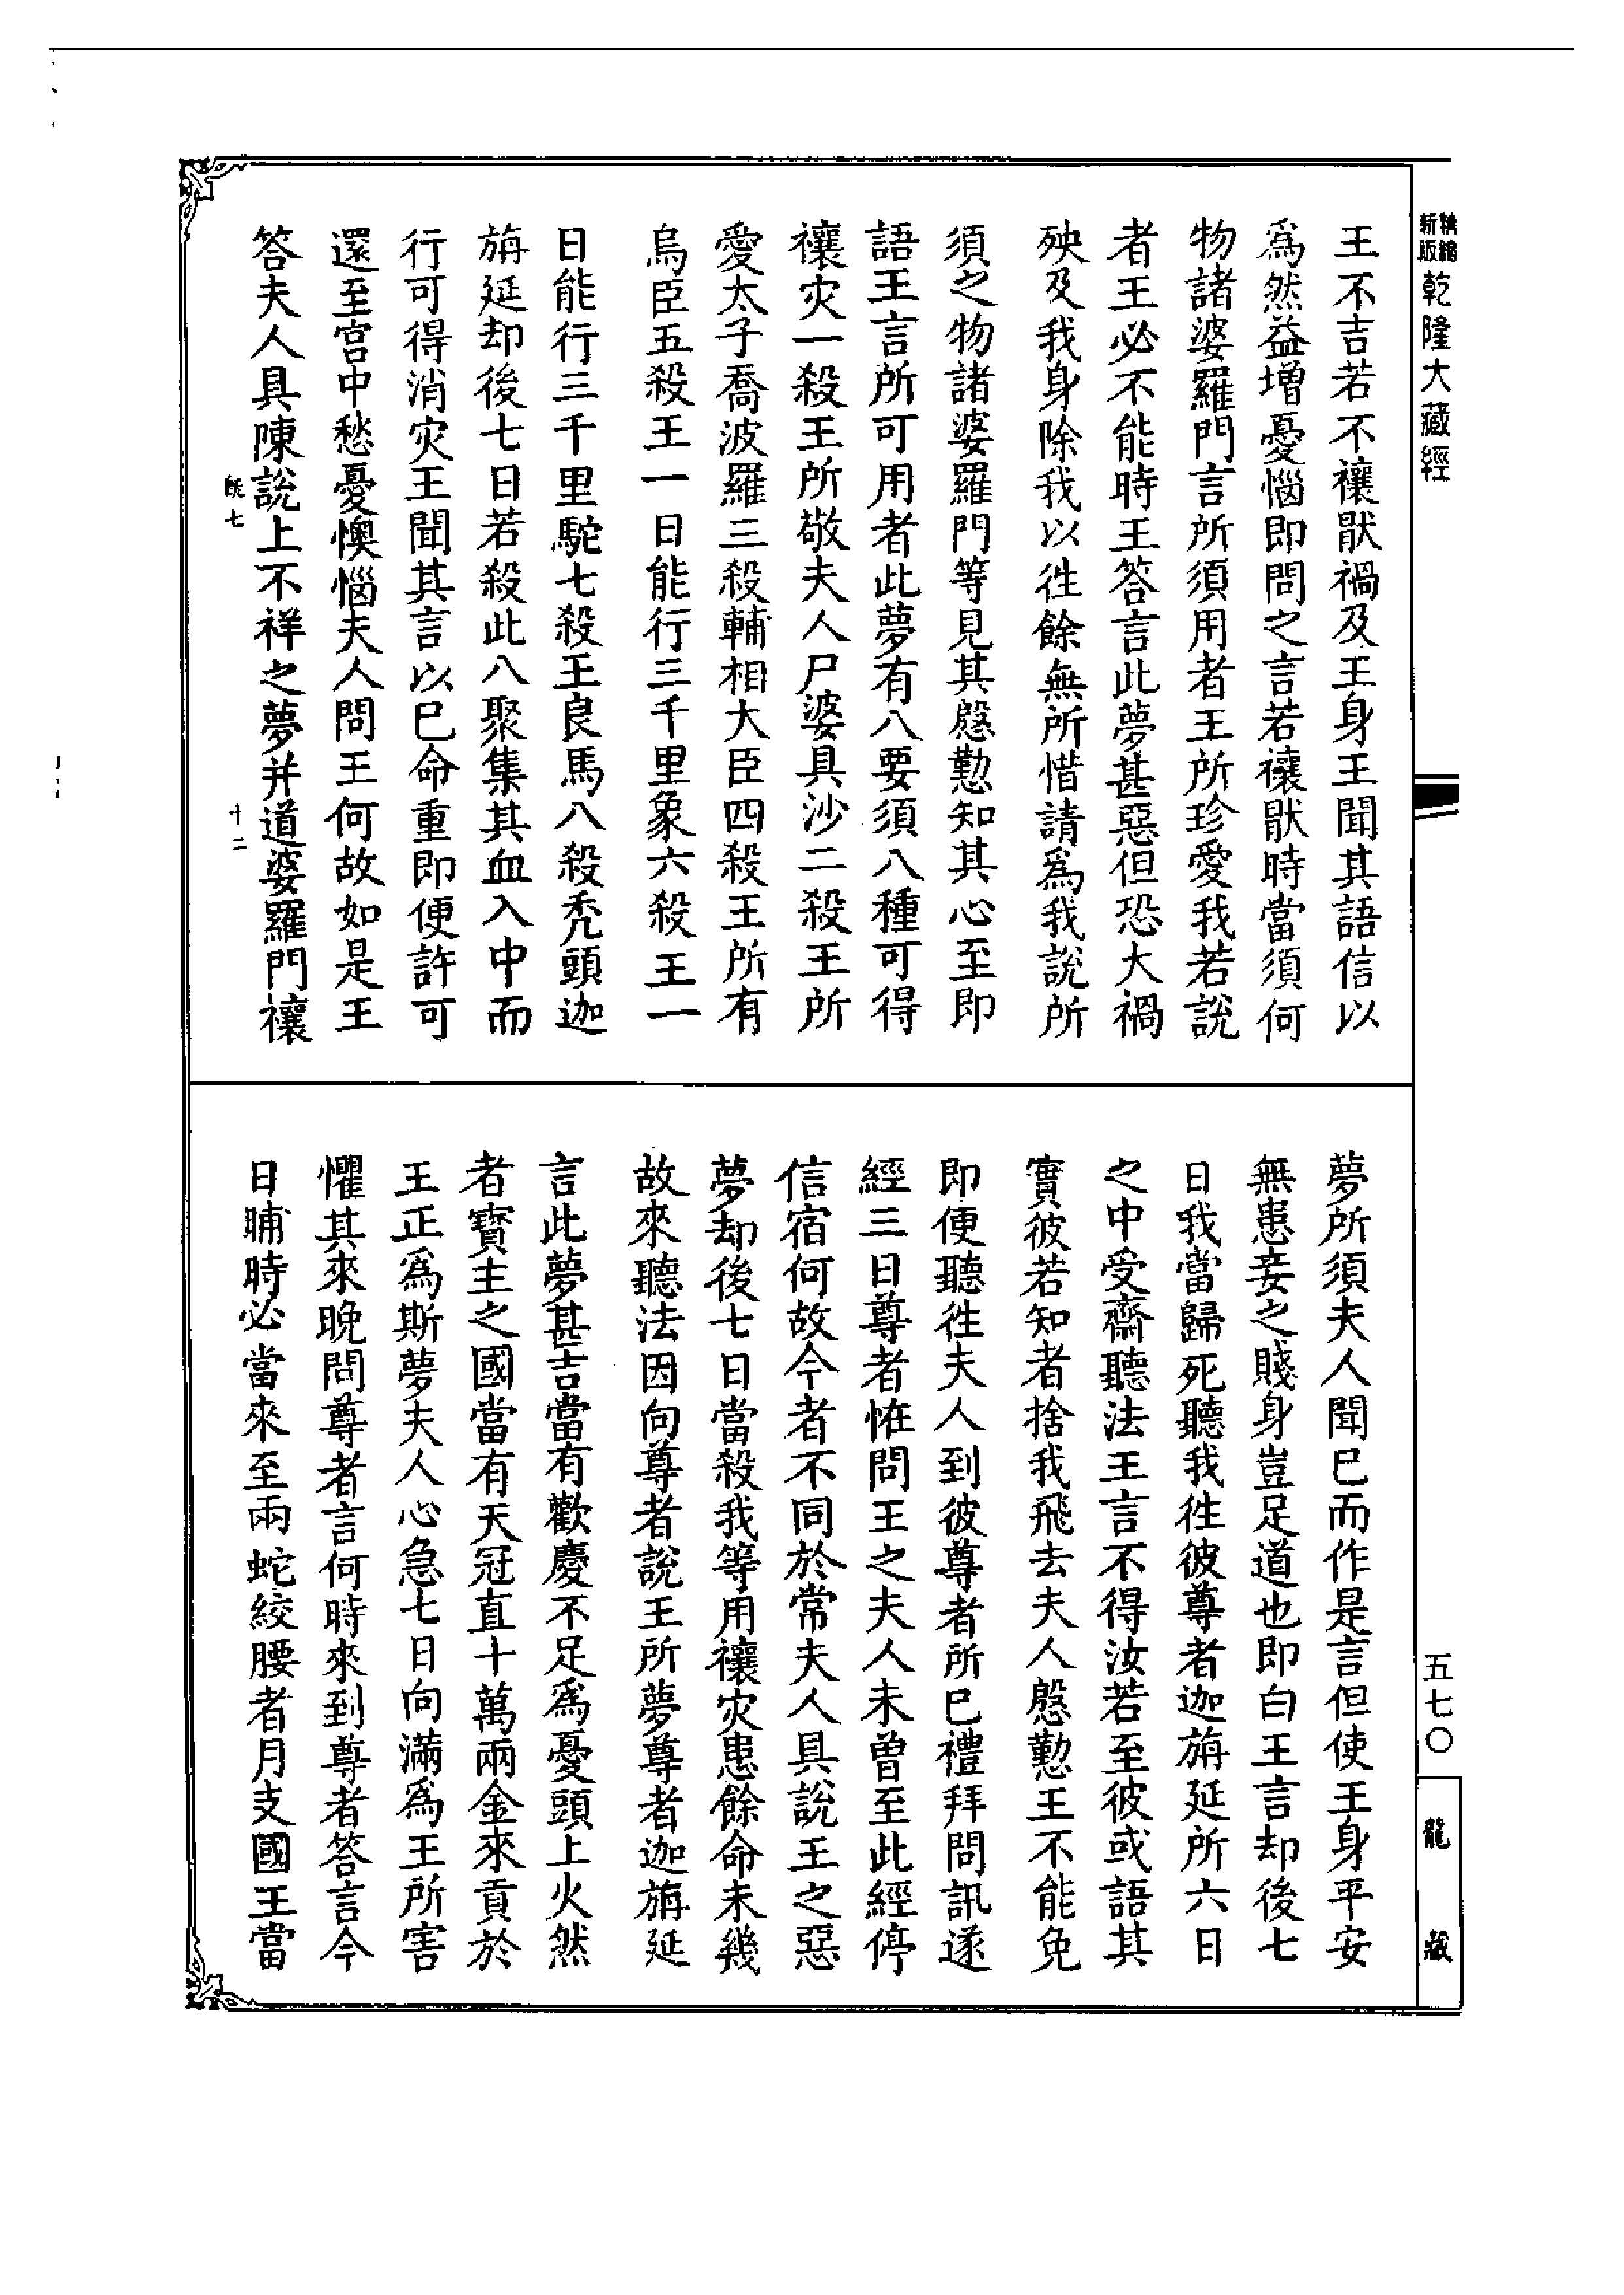 精縮新版乾隆大藏經
王不吉若不禳猒禍及王身王聞其語信以
爲然益增憂惱即問之言若禳猒時當須何
物諸婆羅門言所須用者王所珍愛我若說
者王必不能時王答言此夢甚惡但恐大禍
殃及我身除我以徃餘無所惜請爲我說所
須之物諸婆羅門等見其慇懃知其心至即
語王言所可用者此夢有八要須八種可得
禳灾一殺王所敬夫人尸婆具沙二殺王所
愛太子喬波羅三殺輔相大臣四殺王所有
烏臣五殺王一日能行三千里象六殺王一
日能行三千里駝七殺王良馬八殺秃頭迦
旃延却後七日若殺此八聚集其血入中而
行可得消灾王聞其言以巳命重即便許可
還至宫中愁憂懊惱夫人問王何故如是王
答夫人具陳說上不祥之夢并道婆羅門禳
十二
夢所須夫人聞巳而作是言但使王身平安
無患妾之賤身豈足道也即白王言却後七
日我當歸死聽我徃彼尊者迦旃延所六日
之中受齋聽法王言不得汝若至彼或語其
實彼若知者捨我飛去夫人慇懃王不能免
即便聽徃夫人到彼尊者所巳禮拜問訊遂
經三日尊者恠問王之夫人未曾至此經停
信宿何故今者不同於常夫人具說王之惡
夢却後七日當殺我等用禳灾患餘命未幾
故來聽法因向尊者說王所夢尊者迦旃延
言此夢甚吉當有歡慶不足爲憂頭上火然
者寶主之國當有天冠直十萬兩金來貢於
王正爲斯夢夫人心急七日向滿爲王所害
懼其來晚問尊者言何時來到尊者答言今
日晡時必當來至兩蛇絞腰者月支國王當
五七〇
龍藏